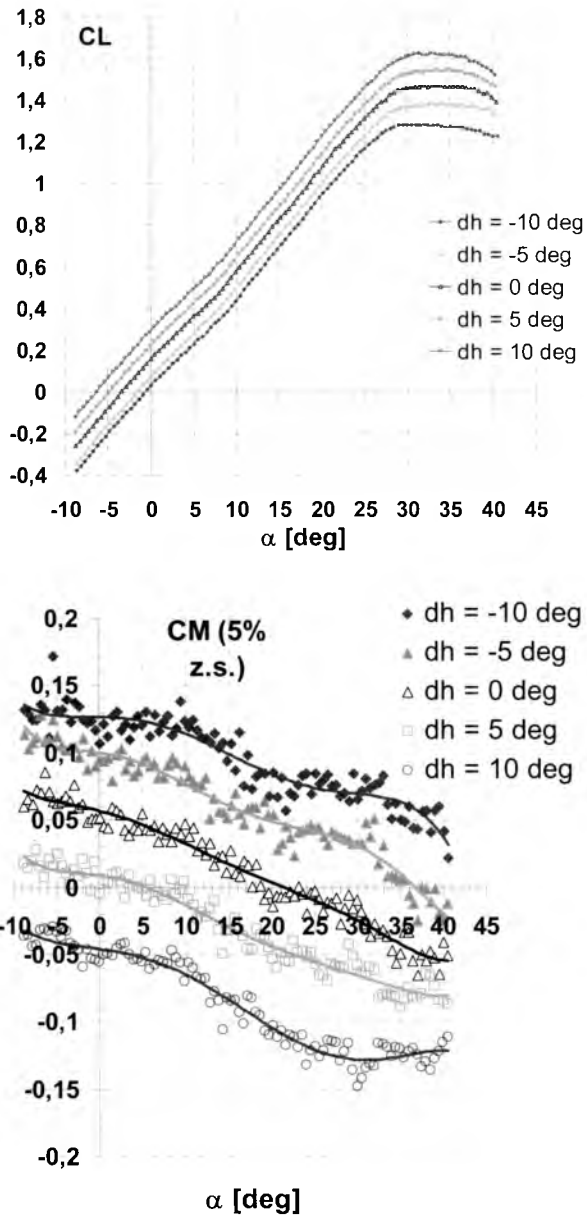 1,8
CL
1,6
1,4
1,2
1
0,8
0,6
0,4
0,2
0
-0,2
-0,4
dh = -10 deg
dh = -5 deg
dh = 0 deg
dh = 5 deg
dh = 10 deg
-10 -5 0 5 10 15 20 25 30 35 40 45
α [deg]
0,2
CM (5%
z.s.)
0,15
0,1
0,05
0
-0,05
-0,1
-0,15
-0,2
dh = -10 deg
dh = -5 deg
dh = 0 deg
dh = 5 deg
dh = 10 deg
-10 -5 0 5 10 15 20 25 30 35 40 45
α [deg]